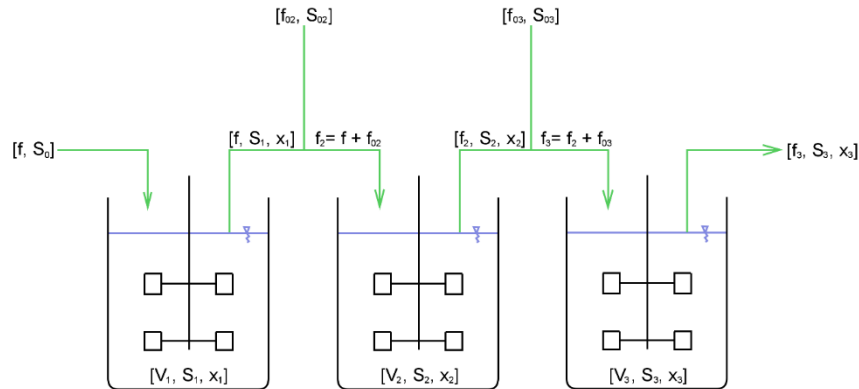 [f₀₂, S₀₂]
[f₀₃, S₀₃]
[f, S₀]
[f, S₁, x₁]
f₂= f + f₀₂
[f₂, S₂, x₂]
f₃= f₂ + f₀₃
[f₃, S₃, x₃]
[V₁, S₁, x₁]
[V₂, S₂, x₂]
[V₃, S₃, x₃]